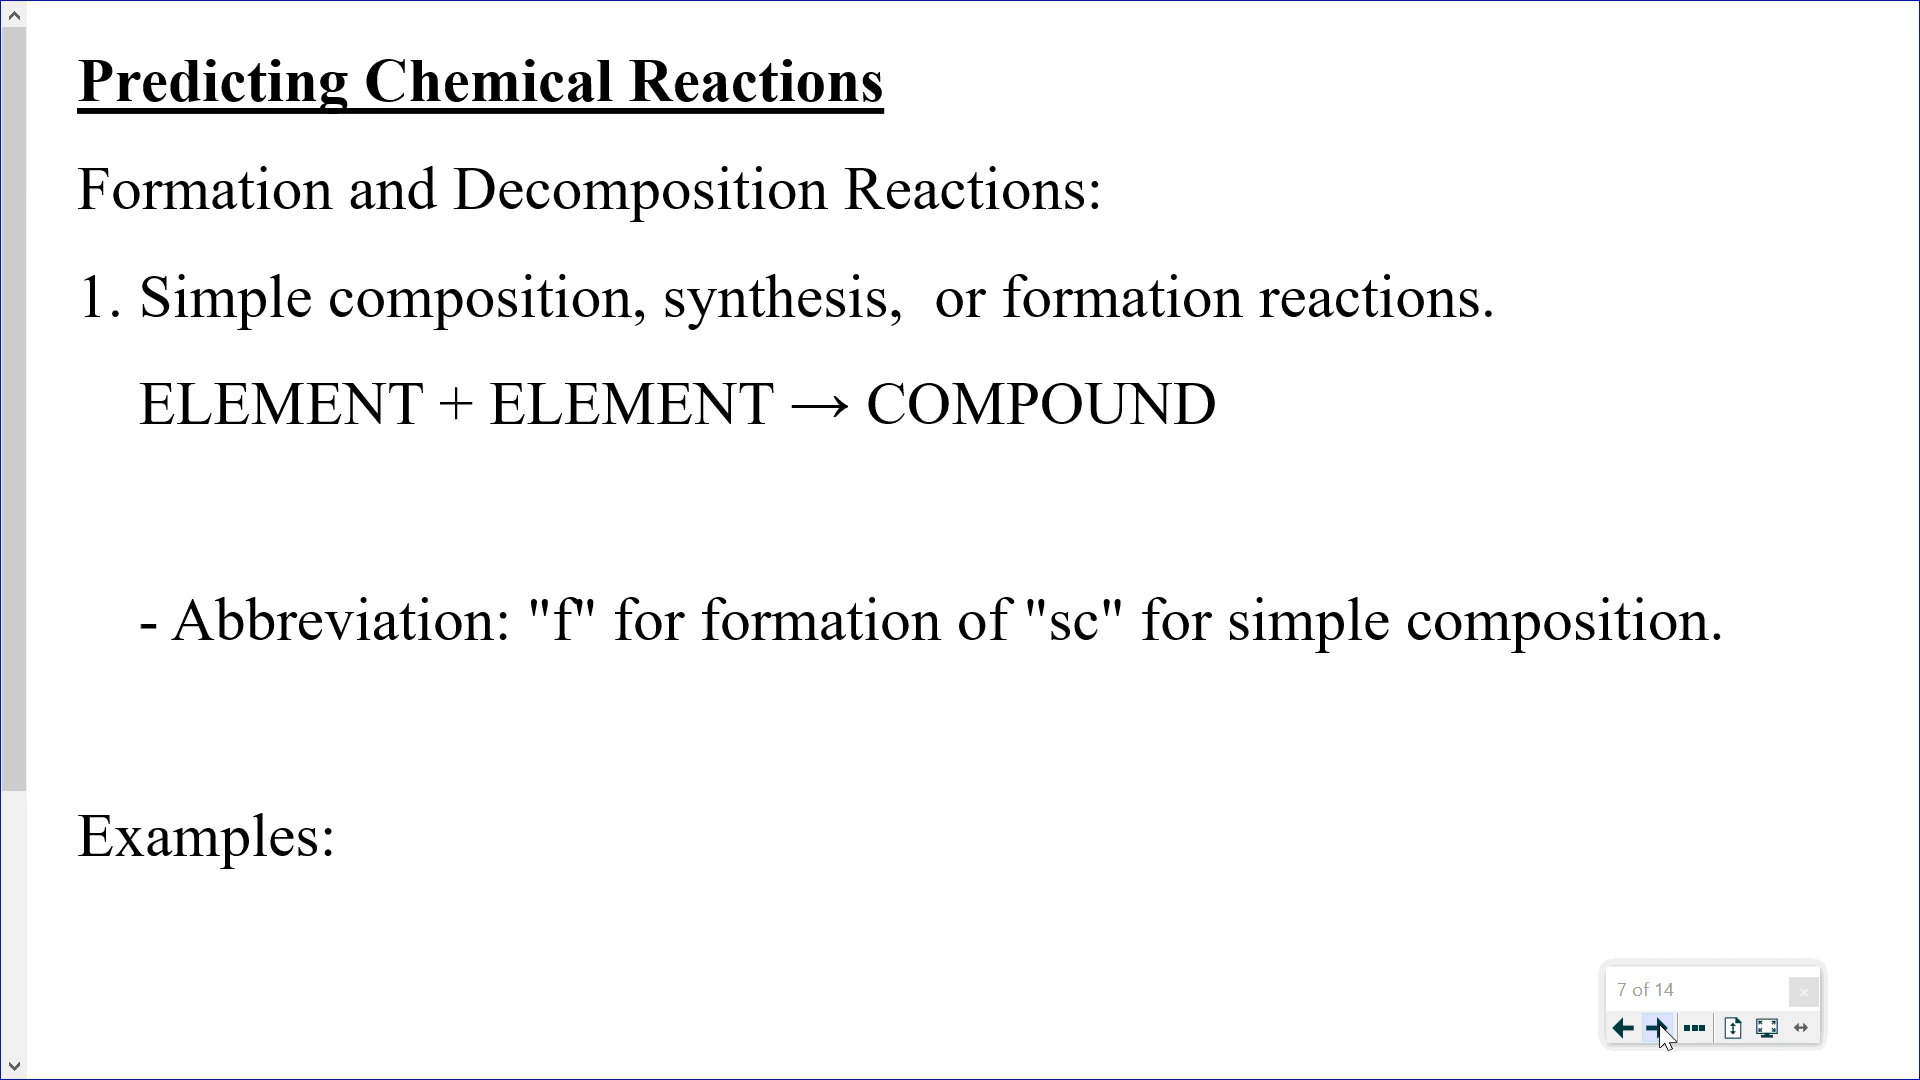 Predicting Chemical Reactions
Formation and Decomposition Reactions:
1. Simple composition, synthesis,  or formation reactions.
ELEMENT + ELEMENT → COMPOUND
- Abbreviation: "f" for formation of "sc" for simple composition.
Examples:
7 of 14